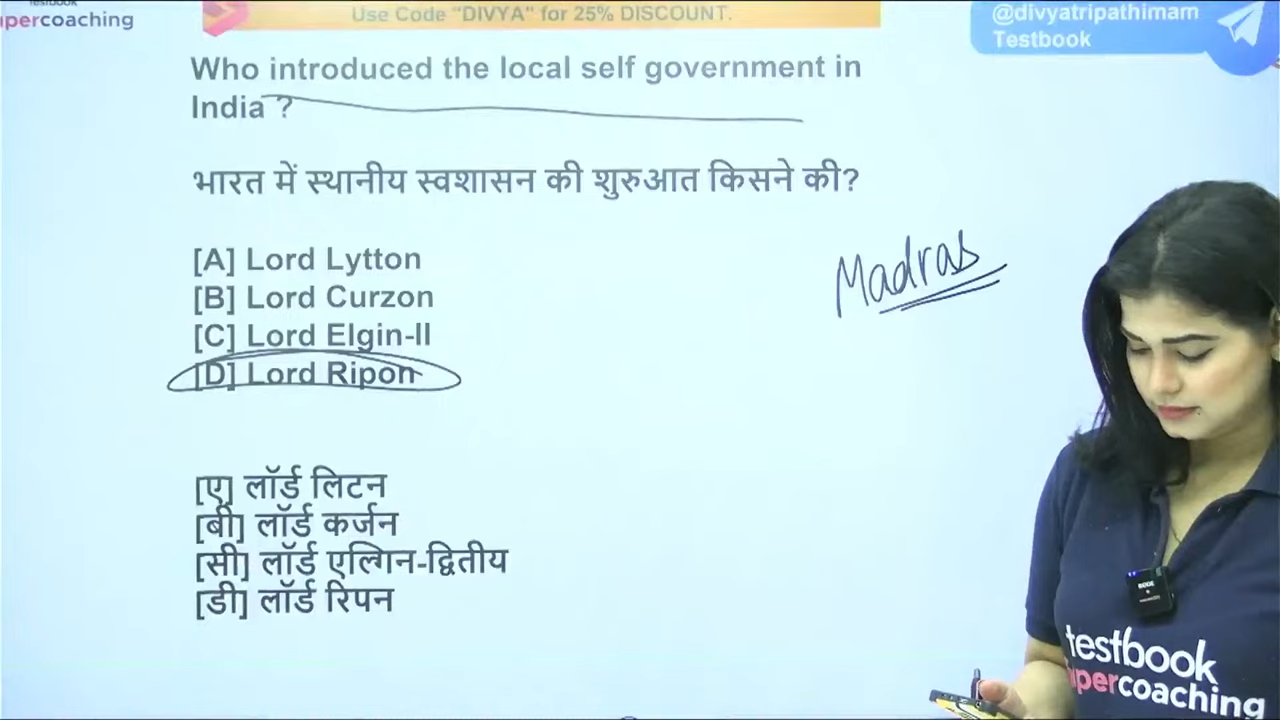 testbook
percoaching
Use Code "DIVYA" for 25% DISCOUNT.
@divyatripathimam
Testbook
Who introduced the local self government in
India ?
भारत में स्थानीय स्वशासन की शुरुआत किसने की?
[A] Lord Lytton
[B] Lord Curzon
[C] Lord Elgin-II
[D] Lord Ripon
Madras
[ए] लॉर्ड लिटन
[बी] लॉर्ड कर्जन
[सी] लॉर्ड एल्गिन-द्वितीय
[डी] लॉर्ड रिपन
testbook
percoaching